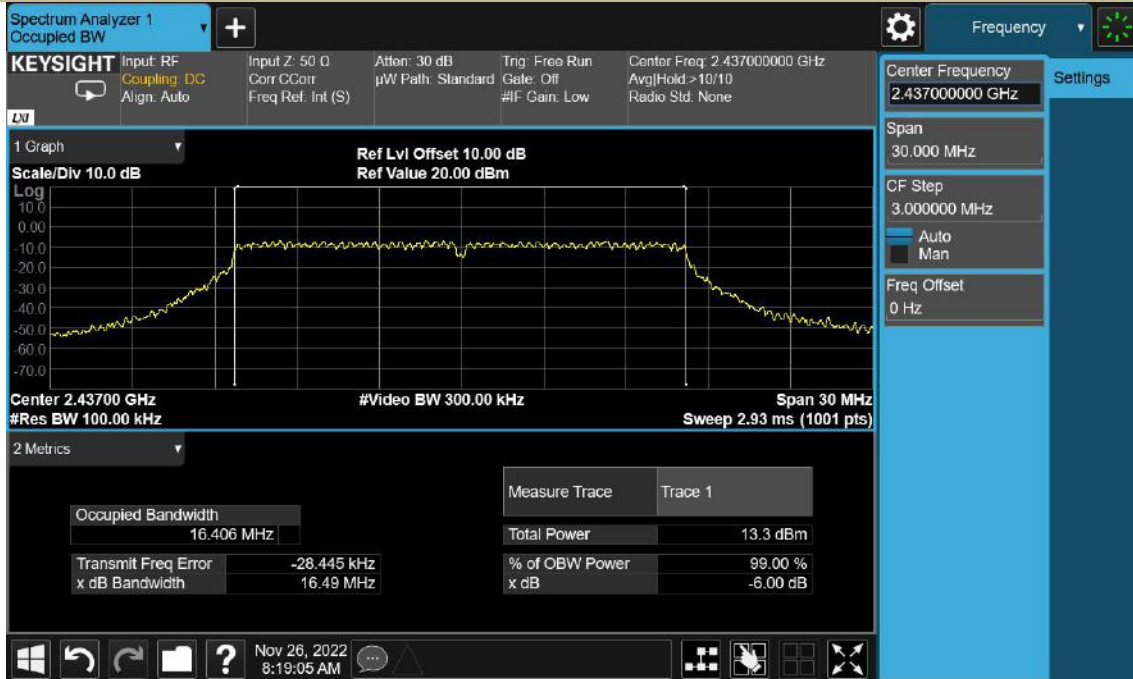 Spectrum Analyzer 1
Occupied BW
Frequency
KEYSIGHT
LXI
Input: RF
Coupling: DC
Align: Auto
Input Z: 50 Ω
Corr CCorr
Freq Ref: Int (S)
Atten: 30 dB
µW Path: Standard
Trig: Free Run
Gate: Off
#IF Gain: Low
Center Freq: 2.437000000 GHz
Avg|Hold:>10/10
Radio Std: None
Center Frequency
2.437000000 GHz
Settings
Span
30.000 MHz
CF Step
3.000000 MHz
Auto
Man
Freq Offset
0 Hz
1 Graph
Scale/Div 10.0 dB
Ref Lvl Offset 10.00 dB
Ref Value 20.00 dBm
Log
10.0
0.00
-10.0
-20.0
-30.0
-40.0
-50.0
-60.0
-70.0
Center 2.43700 GHz
#Video BW 300.00 kHz
Span 30 MHz
#Res BW 100.00 kHz
Sweep 2.93 ms (1001 pts)
2 Metrics
Measure Trace Trace 1
Occupied Bandwidth
16.406 MHz
Total Power 13.3 dBm
Transmit Freq Error -28.445 kHz
% of OBW Power 99.00 %
x dB Bandwidth 16.49 MHz
x dB -6.00 dB
?
Nov 26, 2022
8:19:05 AM